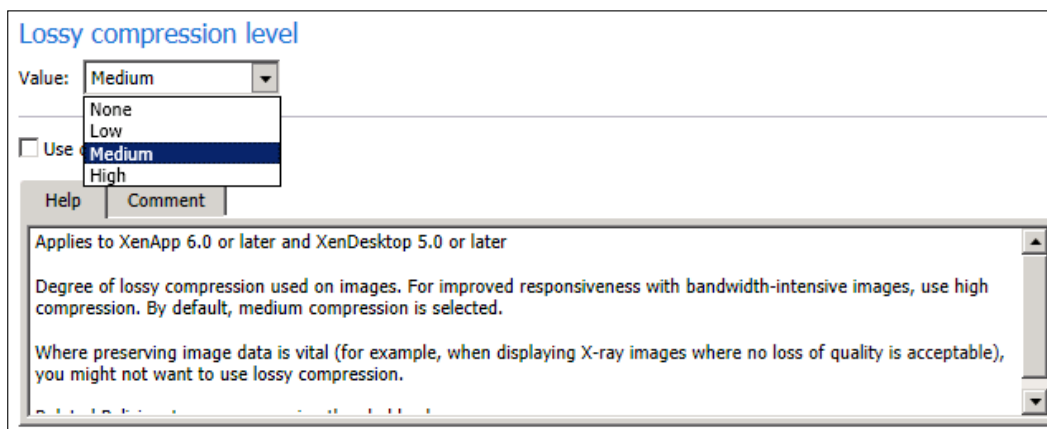 Lossy compression level
Value: Medium
None
Low
Use
Medium
High
Help Comment
Applies to XenApp 6.0 or later and XenDesktop 5.0 or later
Degree of lossy compression used on images. For improved responsiveness with bandwidth-intensive images, use high
compression. By default, medium compression is selected.
Where preserving image data is vital (for example, when displaying X-ray images where no loss of quality is acceptable),
you might not want to use lossy compression.